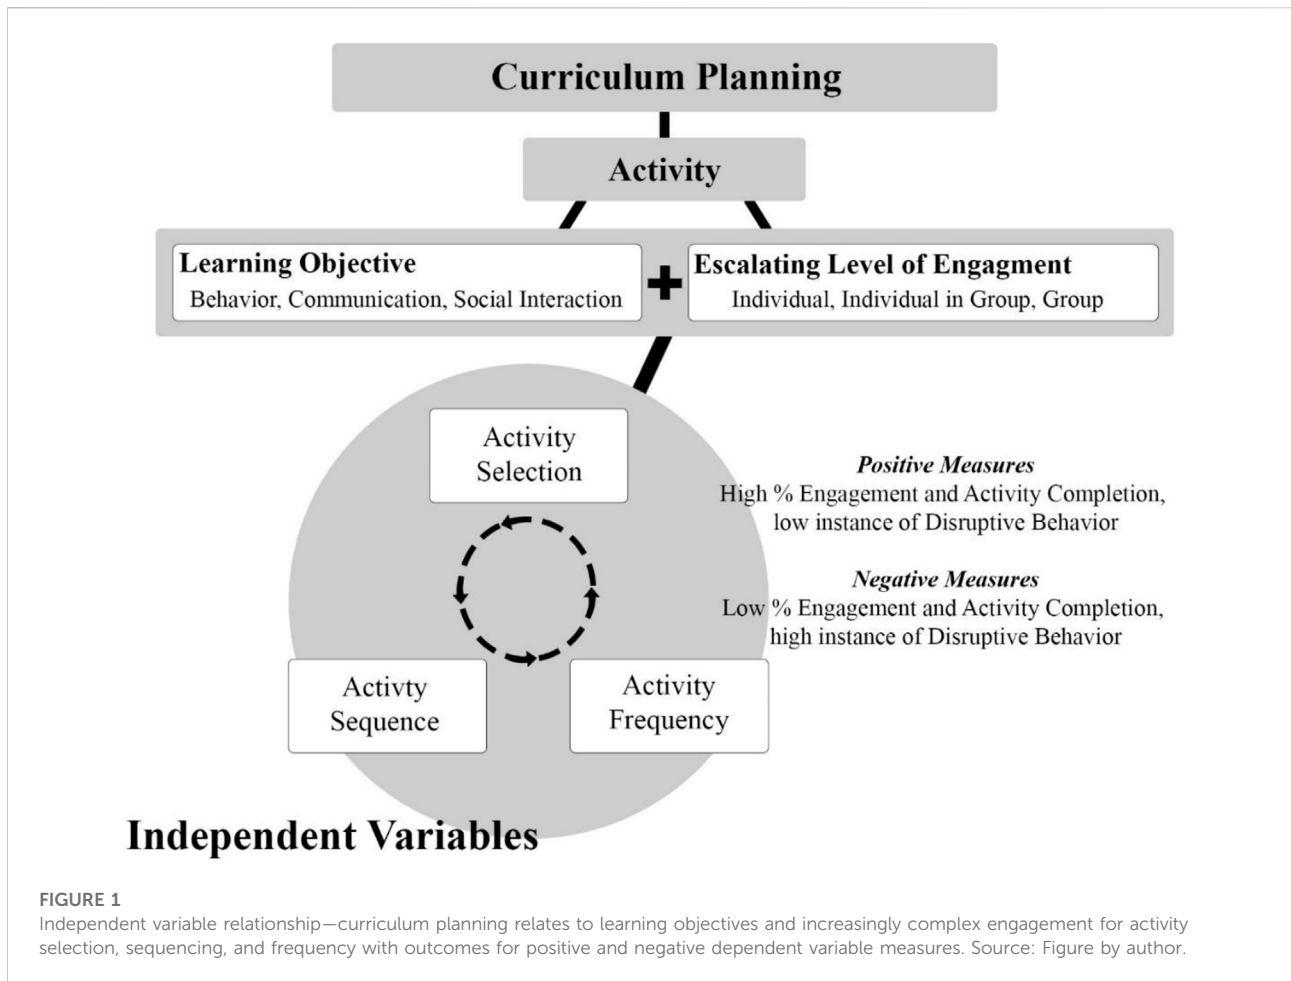 Curriculum Planning
Activity
Learning Objective
Behavior, Communication, Social Interaction
+
Escalating Level of Engagment
Individual, Individual in Group, Group
Activity
Selection
Positive Measures
High % Engagement and Activity Completion,
low instance of Disruptive Behavior
Negative Measures
Low % Engagement and Activity Completion,
high instance of Disruptive Behavior
Activty
Sequence
Activity
Frequency
Independent Variables
FIGURE 1
Independent variable relationship—curriculum planning relates to learning objectives and increasingly complex engagement for activity
selection, sequencing, and frequency with outcomes for positive and negative dependent variable measures. Source: Figure by author.